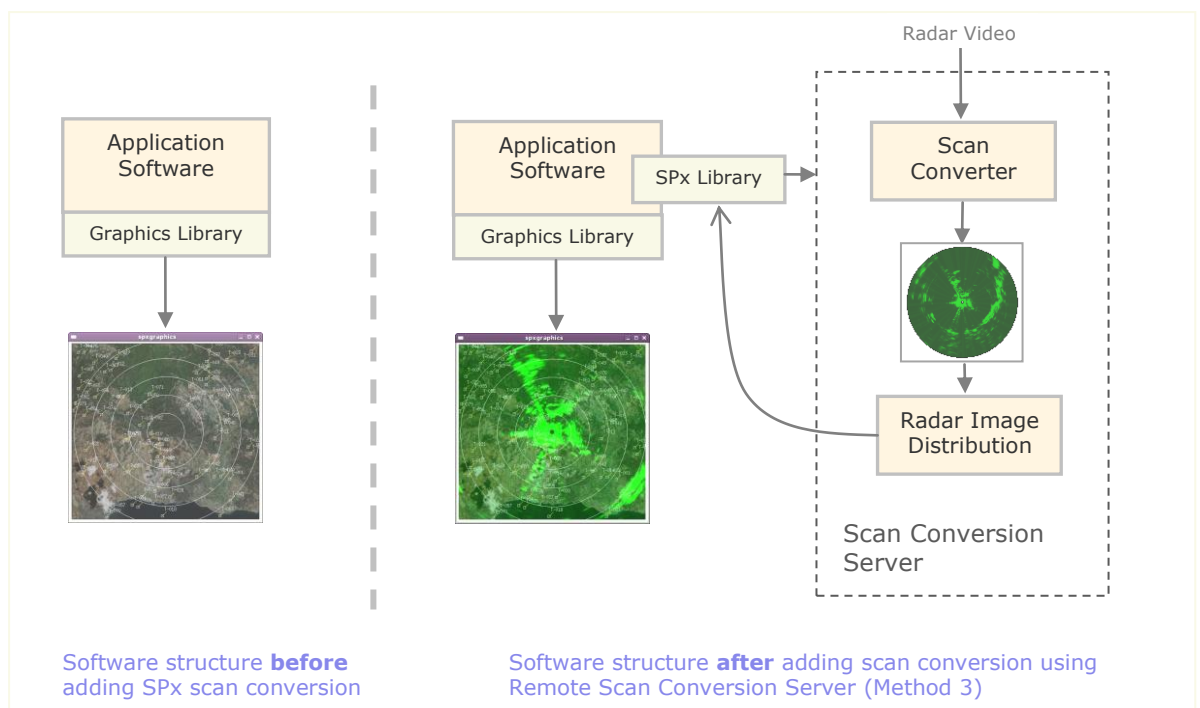 Radar Video
Application
Software
Graphics Library
spxgraphics
Application
Software
SPx Library
Graphics Library
spxgraphics
Scan
Converter
Radar Image
Distribution
Scan Conversion
Server
Software structure before
adding SPx scan conversion
Software structure after adding scan conversion using
Remote Scan Conversion Server (Method 3)